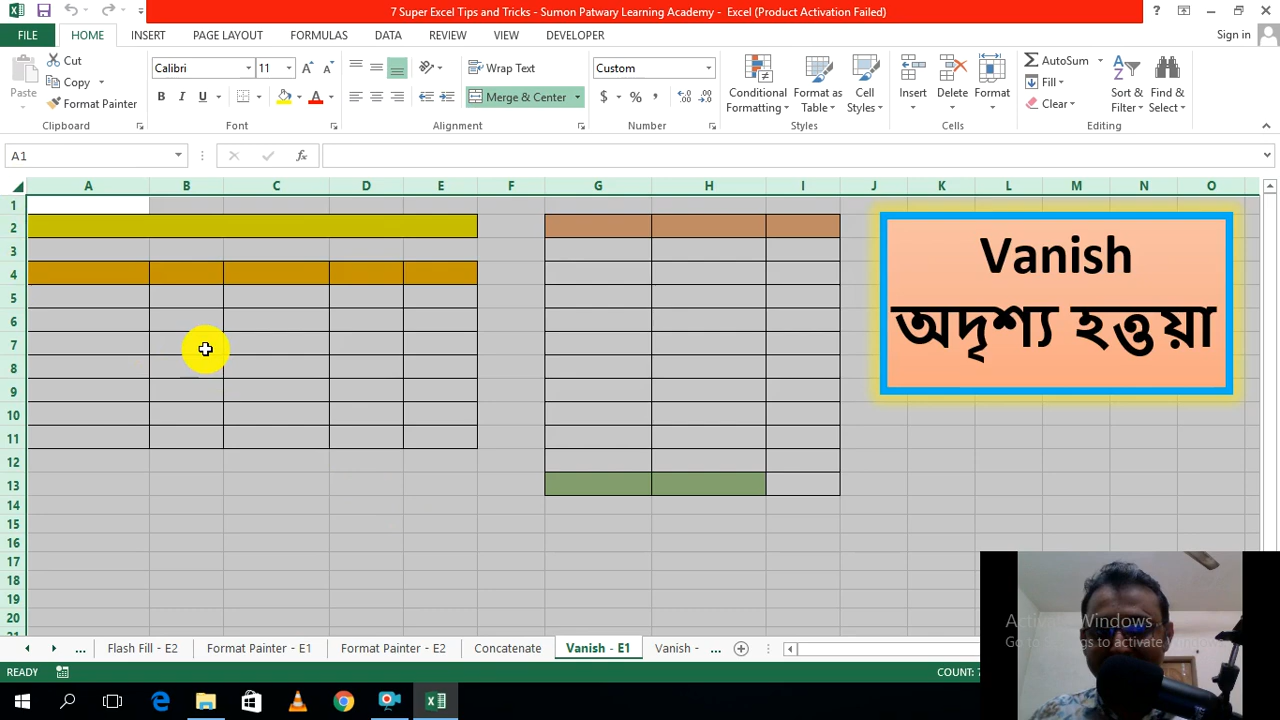 7 Super Excel Tips and Tricks - Sumon Patwary Learning Academy - Excel (Product Activation Failed)
FILE HOME INSERT PAGE LAYOUT FORMULAS DATA REVIEW VIEW DEVELOPER Sign in
Paste Cut Copy Format Painter
Calibri 11 B I U
Wrap Text Merge & Center
Custom $ % ,
Conditional Formatting Format as Table Cell Styles
Insert Delete Format
AutoSum Fill Clear Sort & Filter Find & Select
Clipboard Font Alignment Number Styles Cells Editing
A1 fx
A B C D E F G H I J K L M N O
1
2
3
4
5
6
7
8
9
10
11
12
13
14
15
16
17
18
19
20
Vanish
অদৃশ্য হওয়া
Activate Windows
... Flash Fill - E2 Format Painter - E1 Concatenate Vanish - E1 Vanish - ...
READY